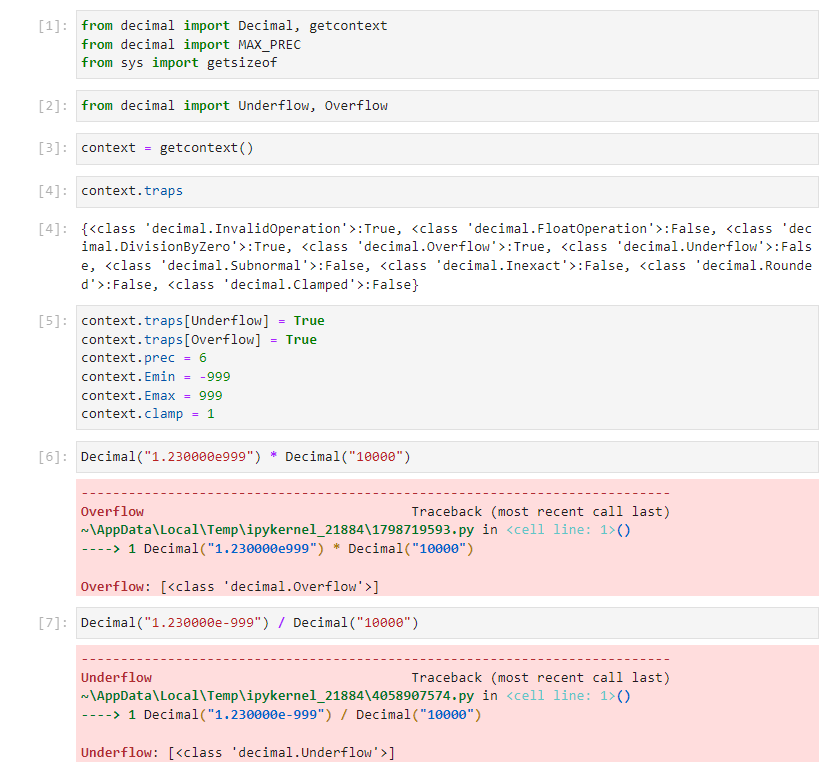 [1]: from decimal import Decimal, getcontext
from decimal import MAX_PREC
from sys import getsizeof
[2]: from decimal import Underflow, Overflow
[3]: context = getcontext()
[4]: context.traps
[4]: {<class 'decimal.InvalidOperation'>:True, <class 'decimal.FloatOperation'>:False, <class 'dec
imal.DivisionByZero'>:True, <class 'decimal.Overflow'>:True, <class 'decimal.Underflow'>:Fals
e, <class 'decimal.Subnormal'>:False, <class 'decimal.Inexact'>:False, <class 'decimal.Rounde
d'>:False, <class 'decimal.Clamped'>:False}
[5]: context.traps[Underflow] = True
context.traps[Overflow] = True
context.prec = 6
context.Emin = -999
context.Emax = 999
context.clamp = 1
[6]: Decimal("1.230000e999") * Decimal("10000")
---------------------------------------------------------------------------
Overflow                                  Traceback (most recent call last)
~\AppData\Local\Temp\ipykernel_21884\1798719593.py in <cell line: 1>()
----> 1 Decimal("1.230000e999") * Decimal("10000")
Overflow: [<class 'decimal.Overflow'>]
[7]: Decimal("1.230000e-999") / Decimal("10000")
---------------------------------------------------------------------------
Underflow                                 Traceback (most recent call last)
~\AppData\Local\Temp\ipykernel_21884\4058907574.py in <cell line: 1>()
----> 1 Decimal("1.230000e-999") / Decimal("10000")
Underflow: [<class 'decimal.Underflow'>]